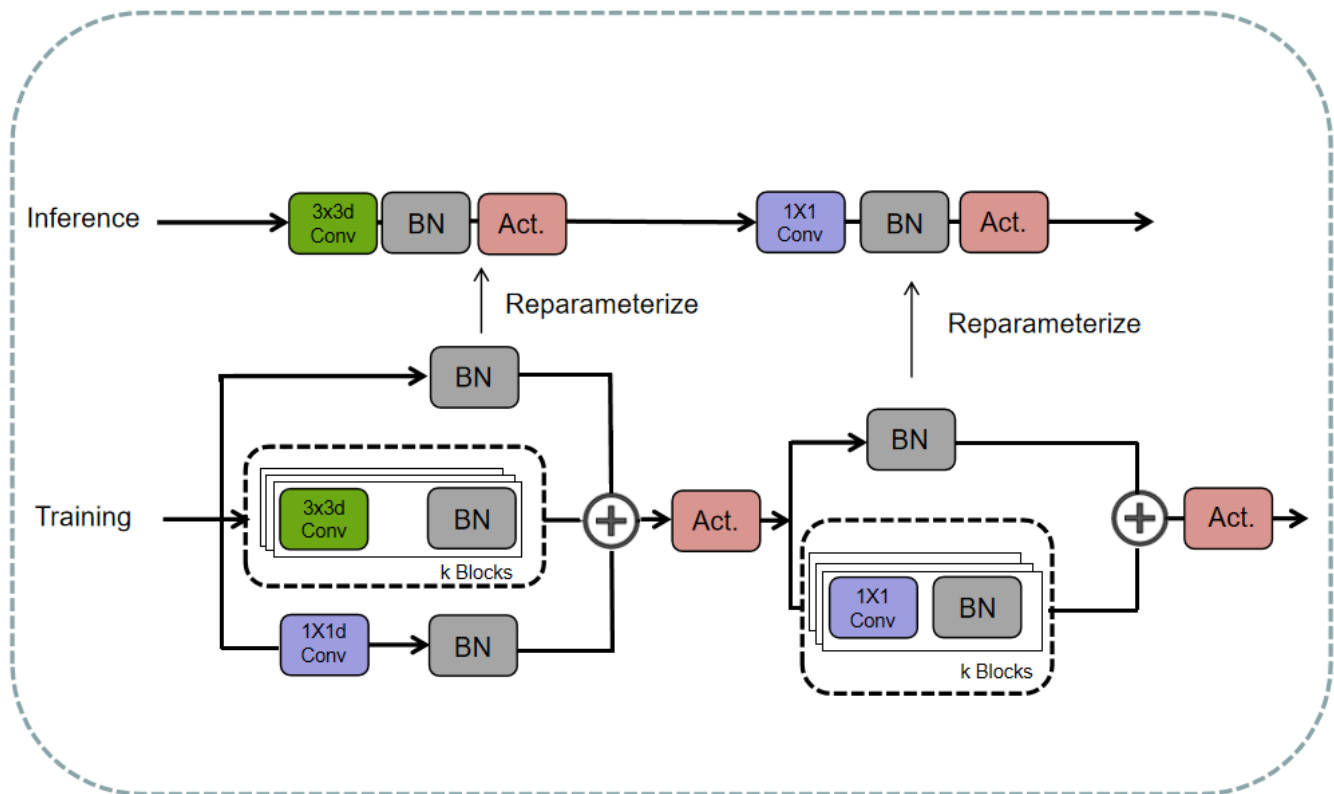 Inference
3x3d
Conv
BN
Act.
1X1
Conv
BN
Act.
Reparameterize
Reparameterize
BN
BN
Training
3x3d
Conv
BN
k Blocks
Act.
Act.
1X1
Conv
BN
k Blocks
1X1d
Conv
BN